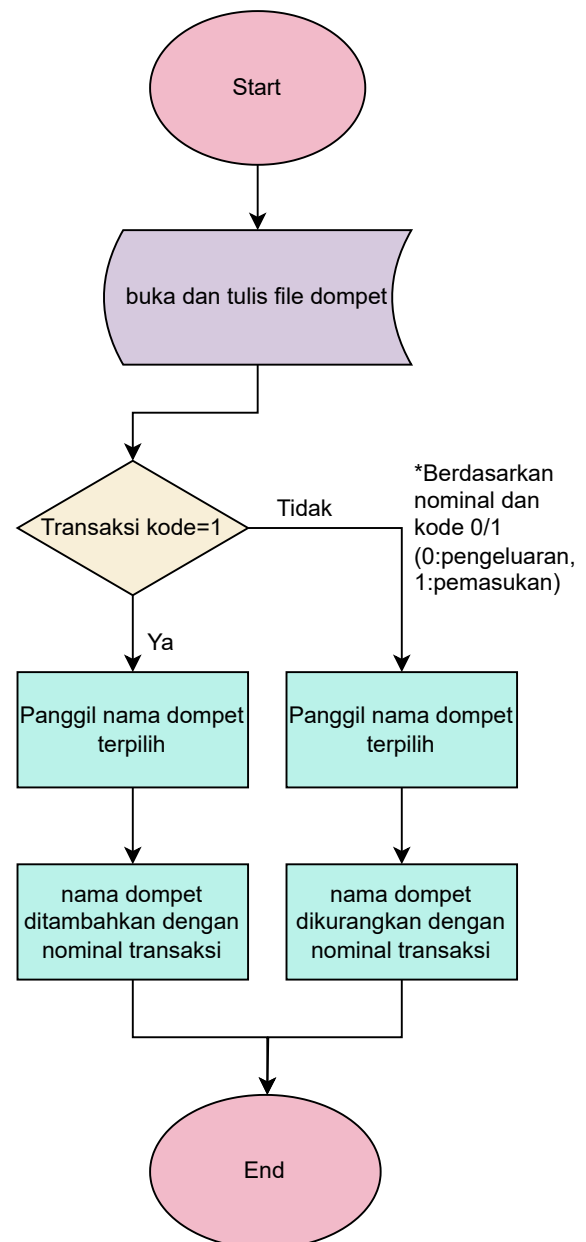 Start
buka dan tulis file dompet
Transaksi kode=1
Tidak
*Berdasarkan
nominal dan
kode 0/1
(0:pengeluaran,
1:pemasukan)
Ya
Panggil nama dompet
terpilih
Panggil nama dompet
terpilih
nama dompet
ditambahkan dengan
nominal transaksi
nama dompet
dikurangkan dengan
nominal transaksi
End